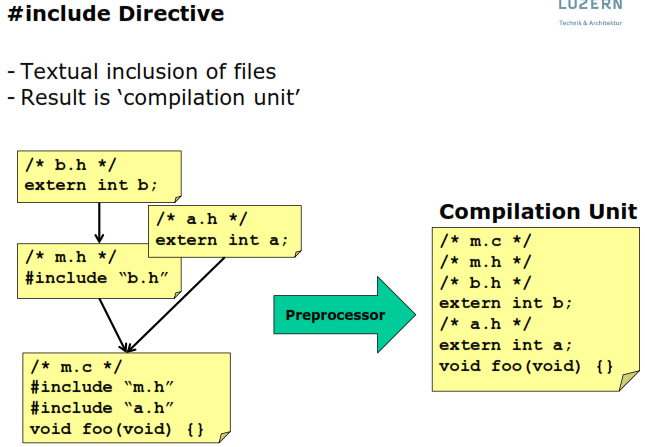 #include Directive
LUZERN
Technik & Architektur
- Textual inclusion of files
- Result is ‘compilation unit’
/* b.h */
extern int b;
/* a.h */
extern int a;
/* m.h */
#include “b.h”
/* m.c */
#include “m.h”
#include “a.h”
void foo(void) {}
Preprocessor
Compilation Unit
/* m.c */
/* m.h */
/* b.h */
extern int b;
/* a.h */
extern int a;
void foo(void) {}